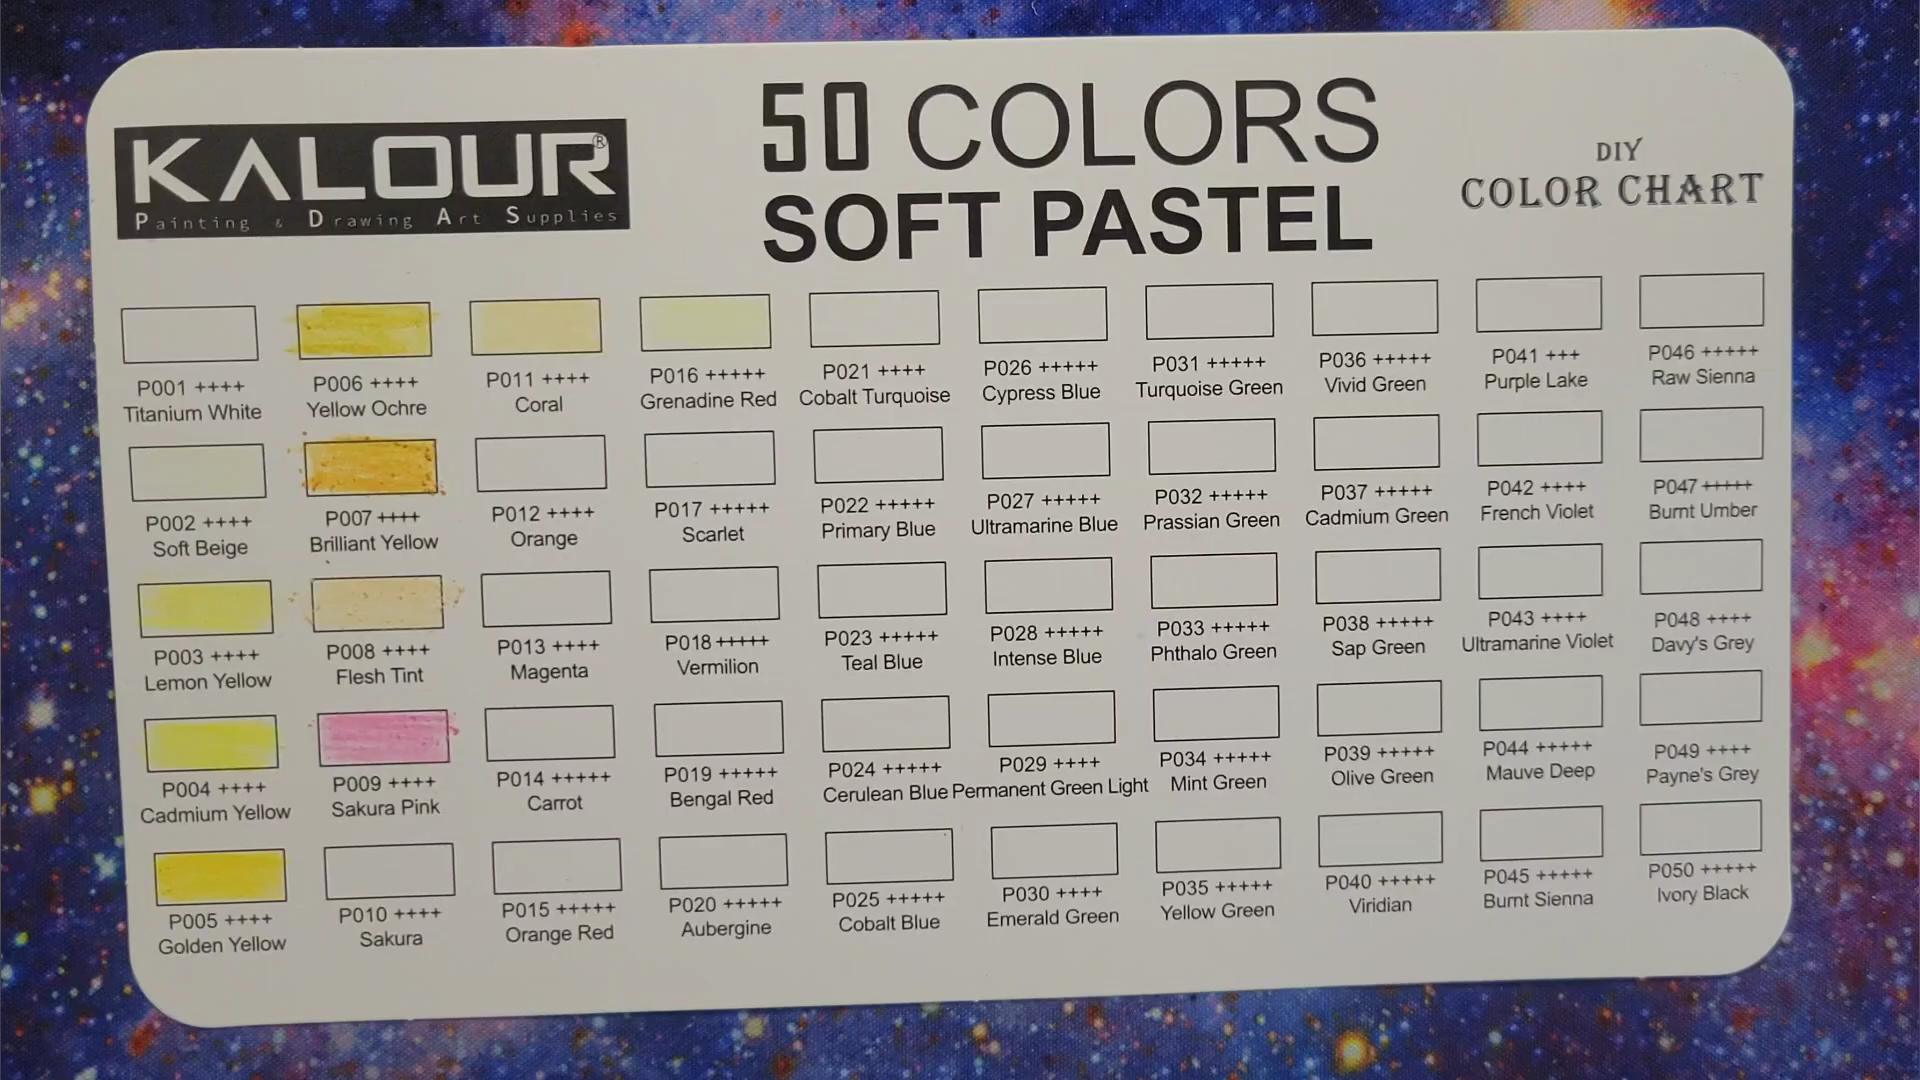 KALOUR®
Painting & Drawing Art Supplies
50 COLORS
SOFT PASTEL
DIY
COLOR CHART
P001 ++++
Titanium White
P006 ++++
Yellow Ochre
P011 ++++
Coral
P016 +++++
Grenadine Red
P021 ++++
Cobalt Turquoise
P026 +++++
Cypress Blue
P031 +++++
Turquoise Green
P036 +++++
Vivid Green
P041 +++
Purple Lake
P046 +++++
Raw Sienna
P002 ++++
Soft Beige
P007 ++++
Brilliant Yellow
P012 ++++
Orange
P017 +++++
Scarlet
P022 +++++
Primary Blue
P027 +++++
Ultramarine Blue
P032 +++++
Prassian Green
P037 +++++
Cadmium Green
P042 ++++
French Violet
P047 +++++
Burnt Umber
P003 ++++
Lemon Yellow
P008 ++++
Flesh Tint
P013 ++++
Magenta
P018 +++++
Vermilion
P023 +++++
Teal Blue
P028 +++++
Intense Blue
P033 +++++
Phthalo Green
P038 +++++
Sap Green
P043 ++++
Ultramarine Violet
P048 ++++
Davy's Grey
P004 ++++
Cadmium Yellow
P009 ++++
Sakura Pink
P014 +++++
Carrot
P019 +++++
Bengal Red
P024 +++++
Cerulean Blue
P029 ++++
Permanent Green Light
P034 +++++
Mint Green
P039 +++++
Olive Green
P044 +++++
Mauve Deep
P049 ++++
Payne's Grey
P005 ++++
Golden Yellow
P010 ++++
Sakura
P015 +++++
Orange Red
P020 +++++
Aubergine
P025 +++++
Cobalt Blue
P030 ++++
Emerald Green
P035 +++++
Yellow Green
P040 +++++
Viridian
P045 +++++
Burnt Sienna
P050 +++++
Ivory Black